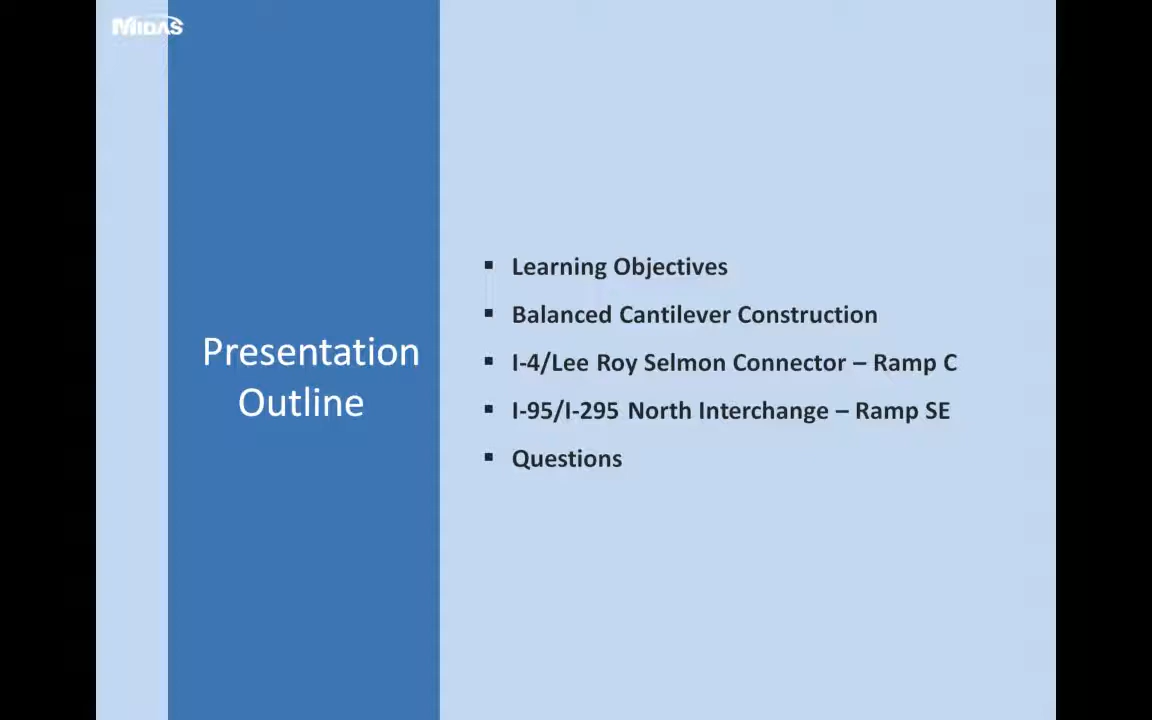 MIDAS
Presentation
Outline
▪ Learning Objectives
▪ Balanced Cantilever Construction
▪ I-4/Lee Roy Selmon Connector – Ramp C
▪ I-95/I-295 North Interchange – Ramp SE
▪ Questions